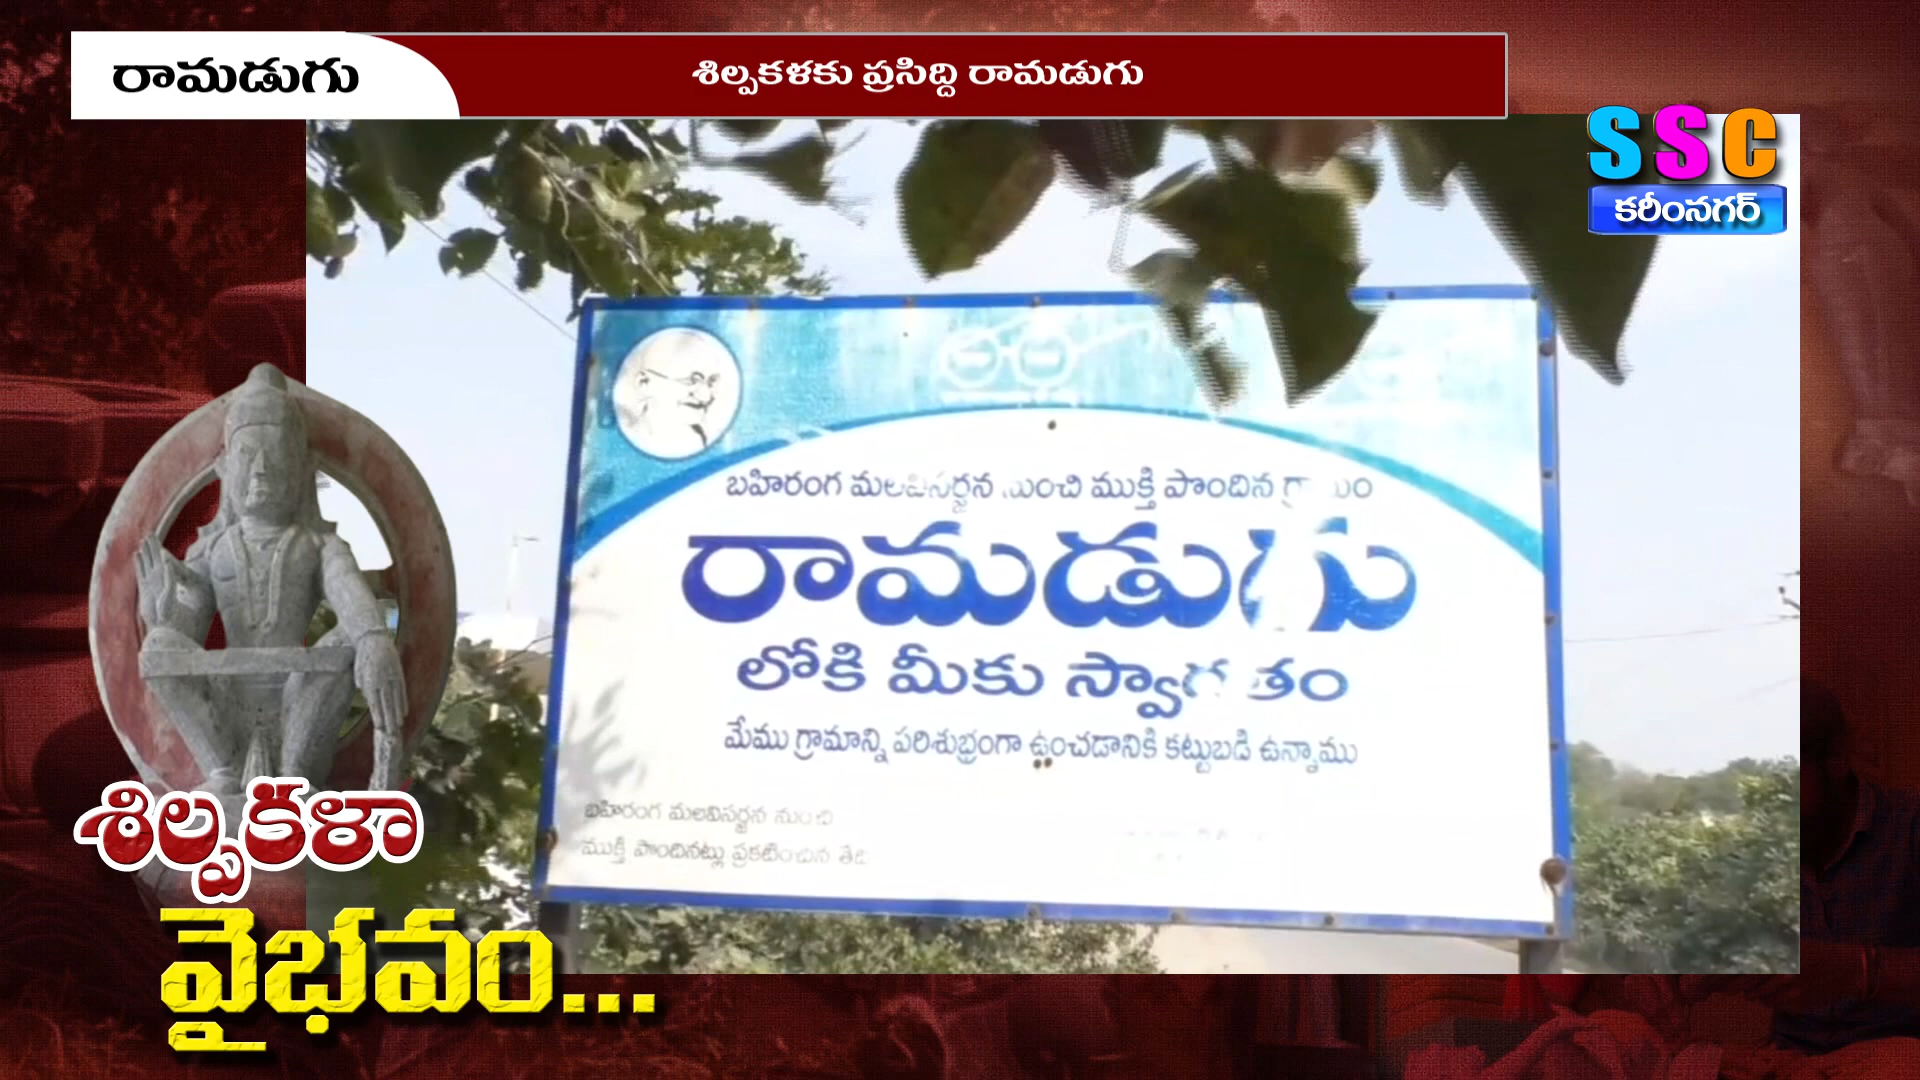 రామడుగు
శిల్పకళకు ప్రసిద్ది రామడుగు
SSC
కరీంనగర్
బహిరంగ మలవిసర్జన నుంచి ముక్తి పొందిన గ్రామం
రామడుగు
లోకి మీకు స్వాగతం
మేము గ్రామాన్ని పరిశుభ్రంగా ఉంచడానికి కట్టుబడి ఉన్నాము
బహిరంగ మలవిసర్జన నుంచి
ముక్తి పొందినట్లు ప్రకటించిన తేది
శిల్పకళా
వైభవం...